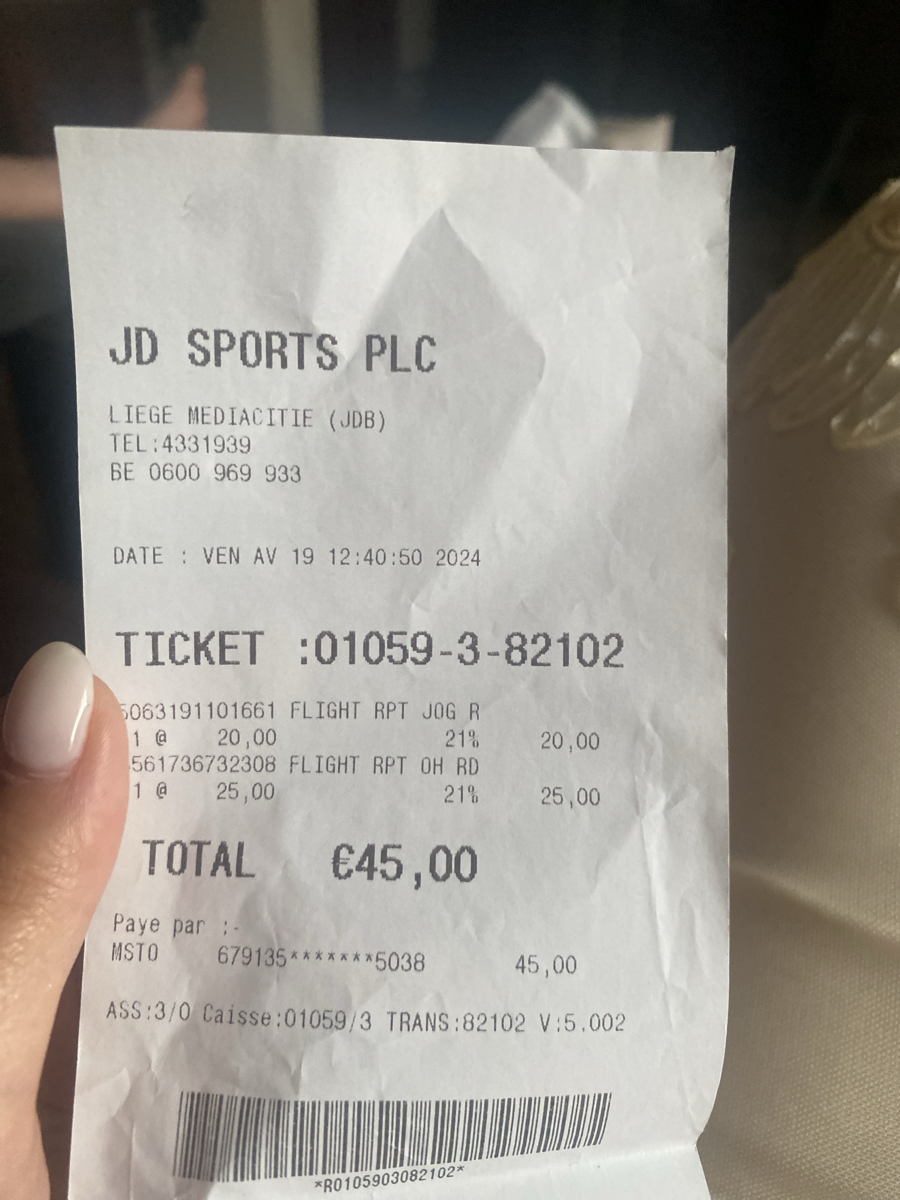 JD SPORTS PLC
LIEGE MEDIACITIE (JDB)
TEL:4331939
BE 0600 969 933
DATE : VEN AV 19 12:40:50 2024
TICKET :01059-3-82102
5063191101661 FLIGHT RPT JOG R
1 @ 20,00 21% 20,00
561736732308 FLIGHT RPT OH RD
1 @ 25,00 21% 25,00
TOTAL €45,00
Paye par :-
MSTO 679135*******5038 45,00
ASS:3/0 Caisse:01059/3 TRANS:82102 V:5.002
*R0105903082102*